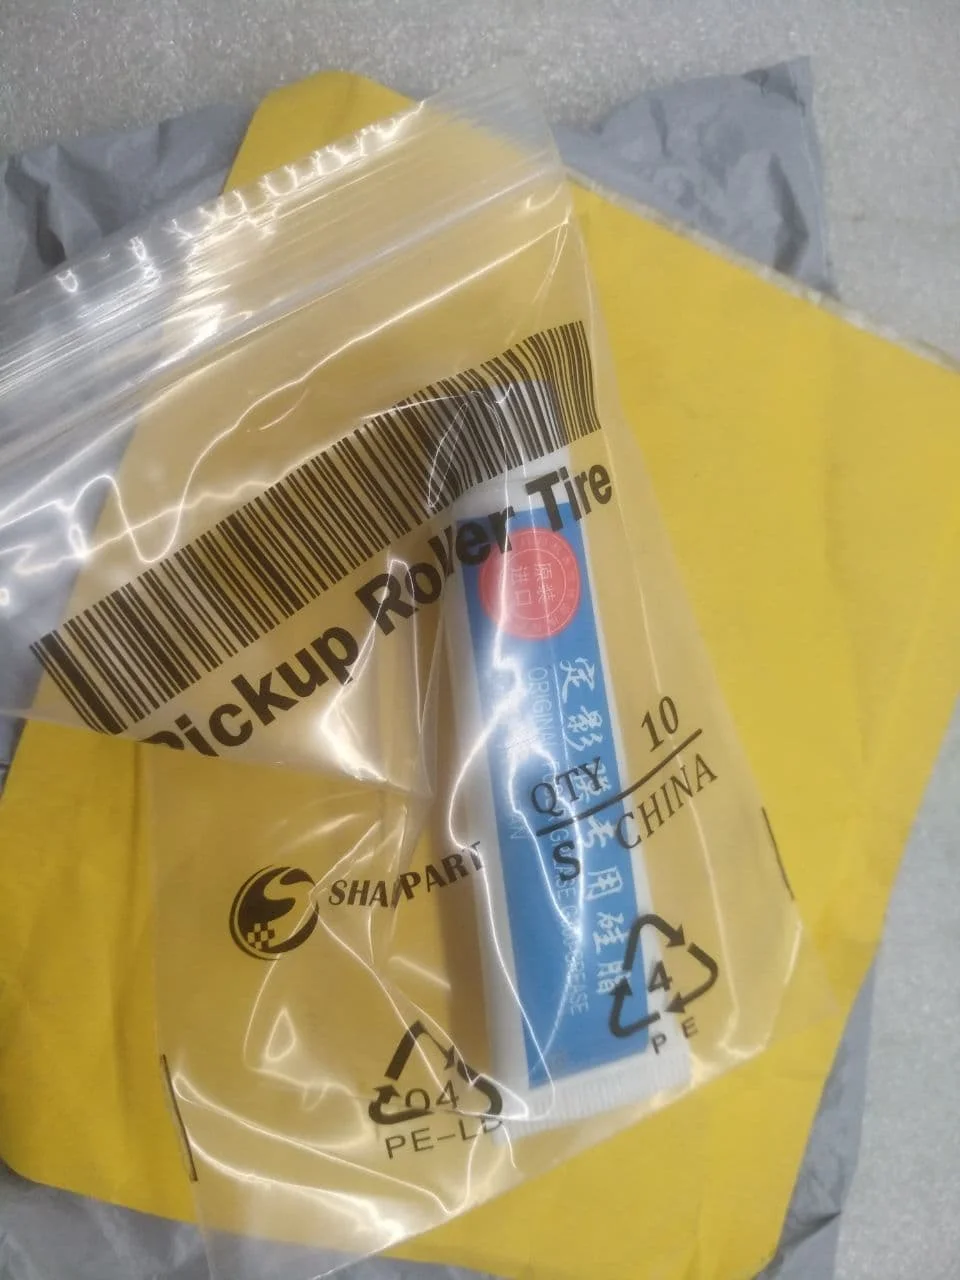 Pickup Roller Tire
原装
进口
定影膜专用硅脂
ORIGINAL
GREASE
QTY 10
S CHINA
SHARPART
4
PE
04
PE-LD